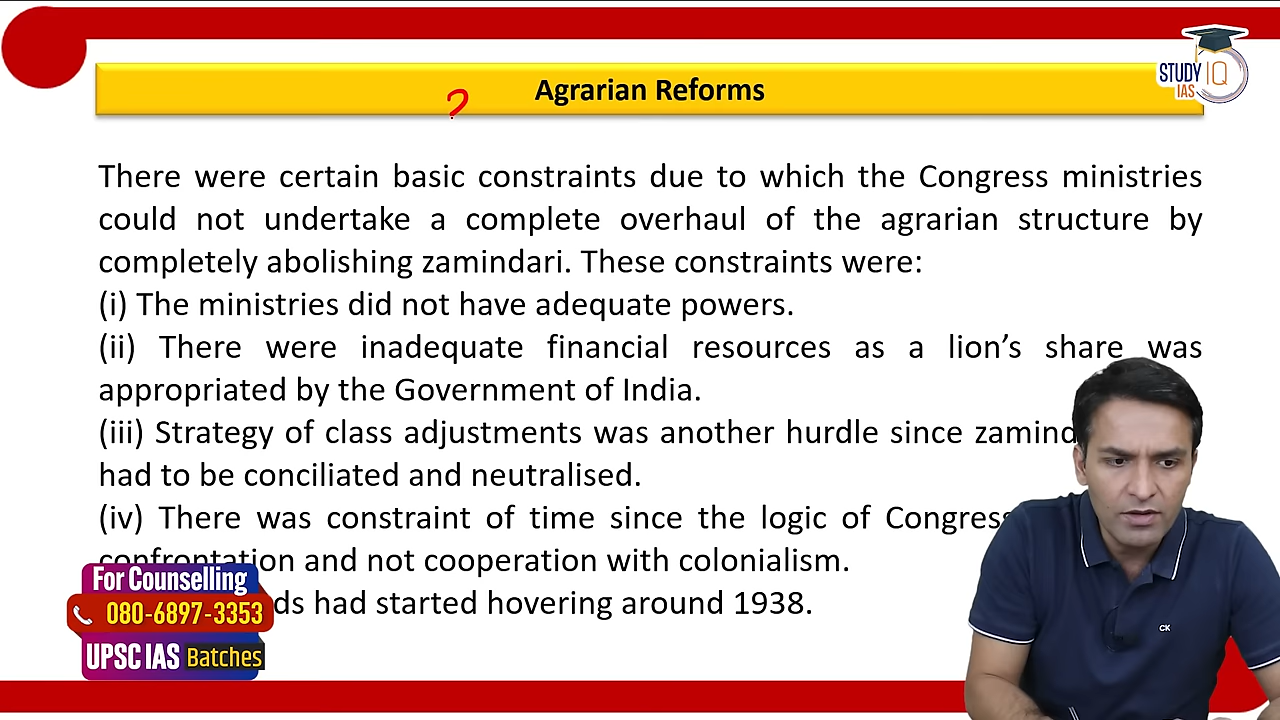 Agrarian Reforms
?
STUDY IQ
IAS
There were certain basic constraints due to which the Congress ministries
could not undertake a complete overhaul of the agrarian structure by
completely abolishing zamindari. These constraints were:
(i) The ministries did not have adequate powers.
(ii) There were inadequate financial resources as a lion’s share was
appropriated by the Government of India.
(iii) Strategy of class adjustments was another hurdle since
had to be conciliated and neutralised.
(iv) There was constraint of time since the logic of Congress
confrontation and not cooperation with colonialism.
had started hovering around 1938.
For Counselling
080-6897-3353
UPSC IAS Batches
CK